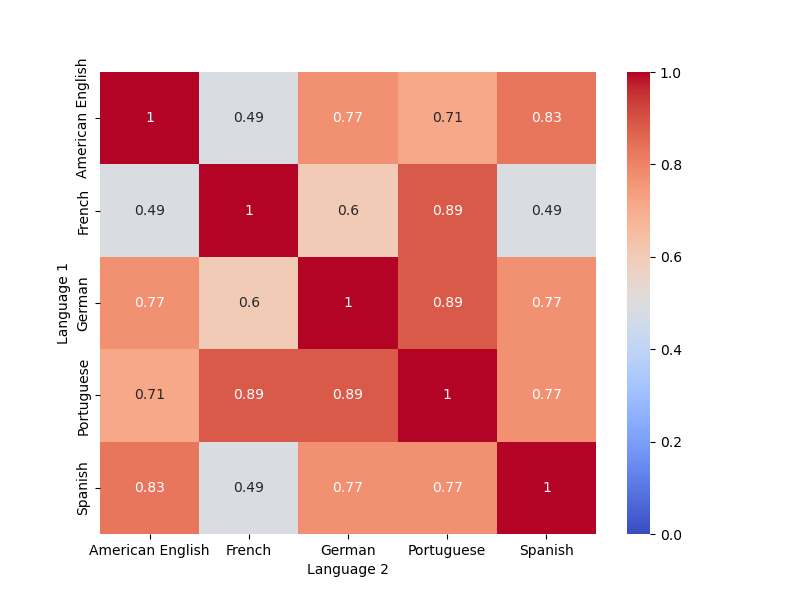 American English
1 0.49 0.77 0.71 0.83
French
0.49 1 0.6 0.89 0.49
German
0.77 0.6 1 0.89 0.77
Portuguese
0.71 0.89 0.89 1 0.77
Spanish
0.83 0.49 0.77 0.77 1
Language 1
American English French German Portuguese Spanish
Language 2
1.0
0.8
0.6
0.4
0.2
0.0